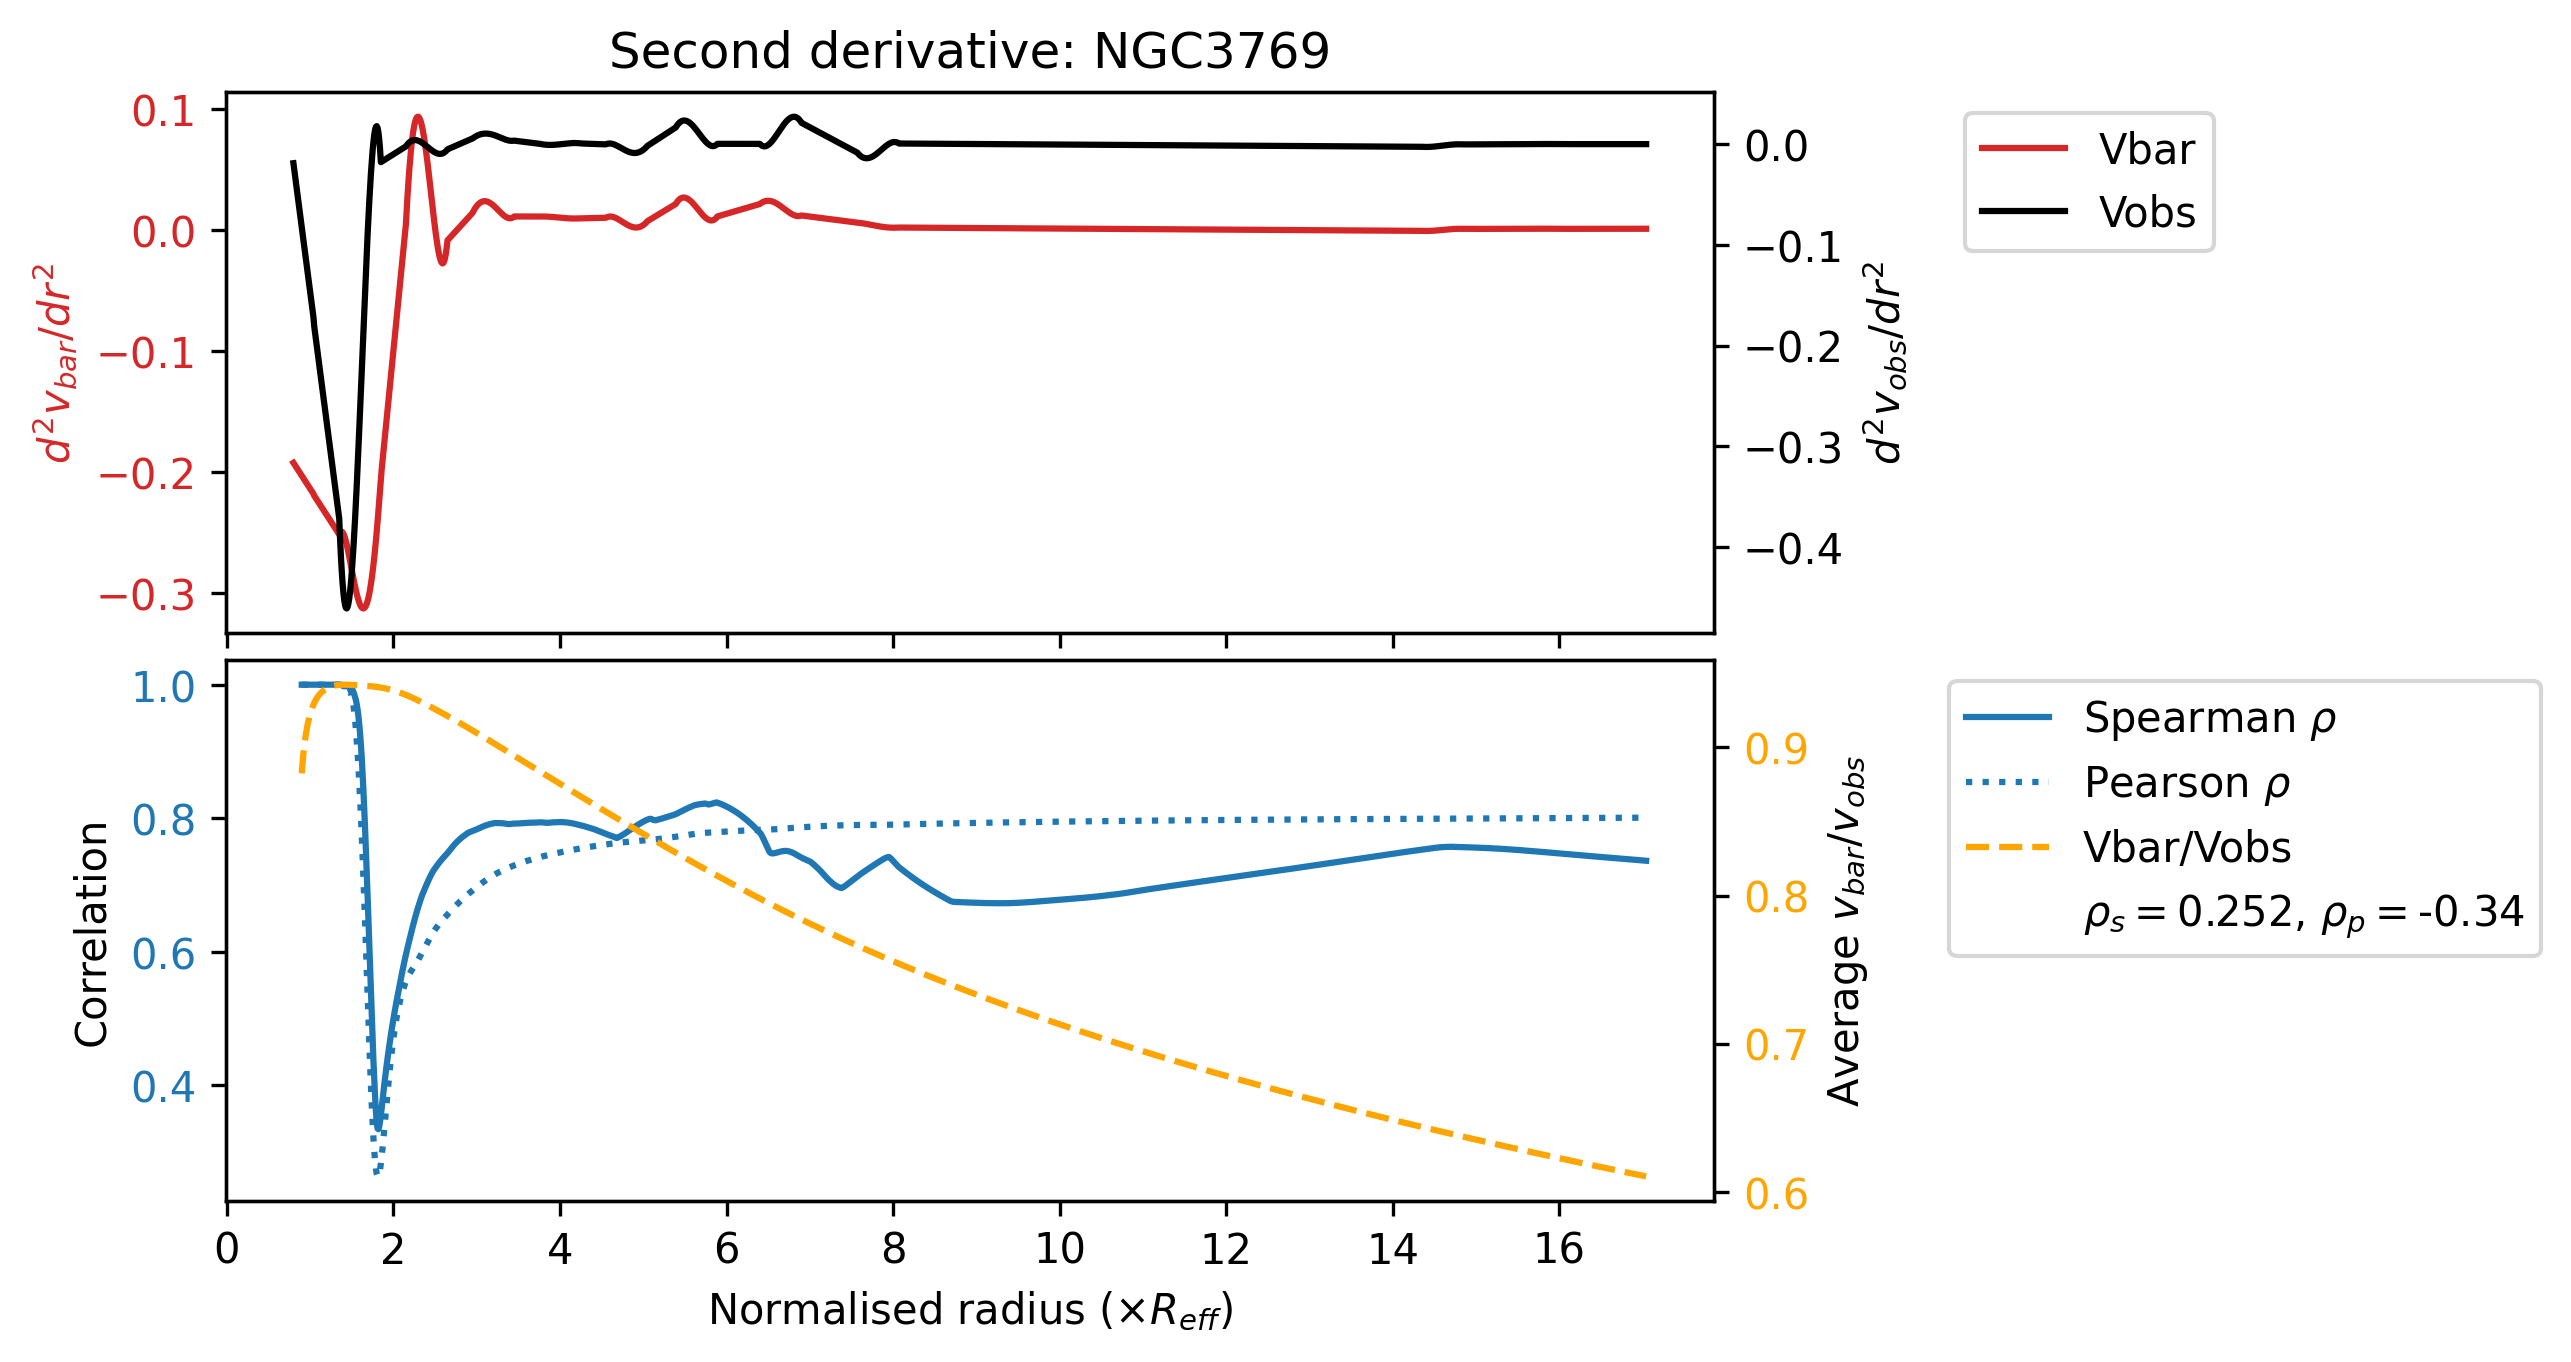 Second derivative: NGC3769
0.1
0.0
−0.1
−0.2
−0.3
d²v_bar/dr²
0.0
−0.1
−0.2
−0.3
−0.4
d²v_obs/dr²
Vbar
Vobs
1.0
0.8
0.6
0.4
Correlation
0.9
0.8
0.7
0.6
Average v_bar/v_obs
Spearman ρ
Pearson ρ
Vbar/Vobs
ρ_s = 0.252, ρ_p = -0.34
0 2 4 6 8 10 12 14 16
Normalised radius (×R_eff)